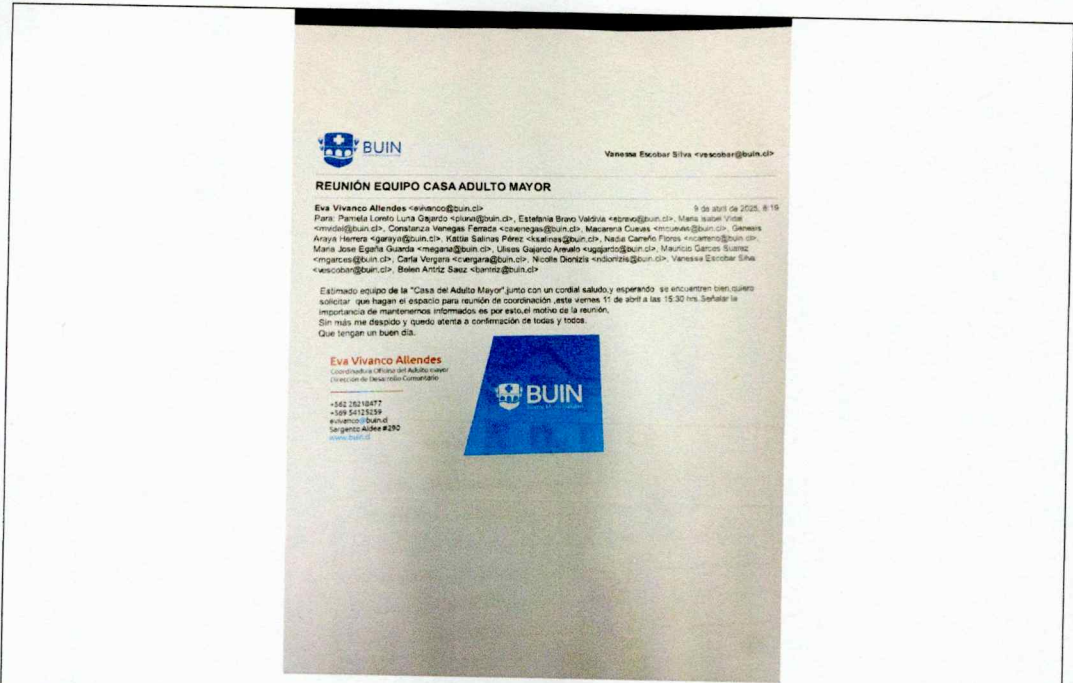 BUIN
Vanessa Escobar Silva <vescobar@buin.cl>
REUNIÓN EQUIPO CASA ADULTO MAYOR
Eva Vivanco Allendes <evivanco@buin.cl>
9 de abril de 2025, 8:19
Para: Pamela Loreto Luna Gajardo <pluna@buin.cl>, Estefania Bravo Valdivia <ebravo@buin.cl>, Maria Isabel Vidal
<mvidal@buin.cl>, Constanza Venegas Ferrada <cavenegas@buin.cl>, Macarena Cuevas <mcuevas@buin.cl>,
Araya Herrera <garaya@buin.cl>, Kattia Salinas Pérez <ksalinas@buin.cl>, Nadia Carreño Flores <ncarreno@buin.cl>,
Maria Jose Egaña Guarda <megana@buin.cl>, Ulises Gajardo Arevalo <ugajardo@buin.cl>, Mauricio Garces Suarez
<mgarces@buin.cl>, Carla Vergara <cvergara@buin.cl>, Nicolle Dionizis <ndionizis@buin.cl>, Vanessa Escobar Silva
<vescobar@buin.cl>, Belen Antriz Saez <bantriz@buin.cl>
Estimado equipo de la "Casa del Adulto Mayor",junto con un cordial saludo,y esperando se encuentren bien,quiero
solicitar que hagan el espacio para reunión de coordinación ,este viernes 11 de abril a las 15:30 hrs.Señalar la
importancia de mantenernos informados es por esto,el motivo de la reunión.
Sin más me despido y quedo atenta a confirmación de todas y todos.
Que tengan un buen día.
Eva Vivanco Allendes
Coordinadora Oficina del Adulto mayor
Dirección de Desarrollo Comunitario
+562 28218477
+569 54125259
evivanco@buin.cl
Sargento Aldea #290
www.buin.cl
BUIN